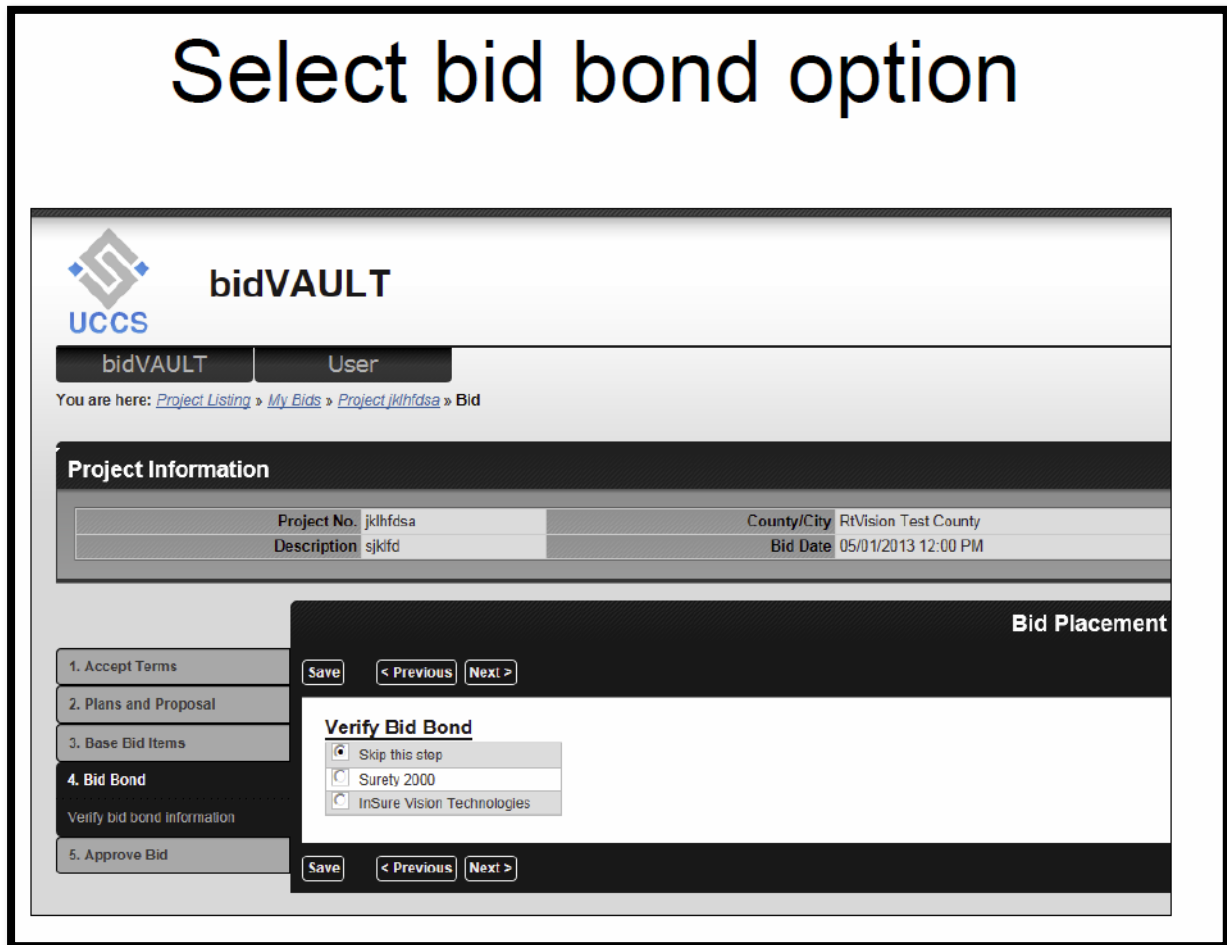 Select bid bond option
UCCS
bidVAULT
bidVAULT User
You are here: Project Listing » My Bids » Project jklhfdsa » Bid
Project Information
Project No. jklhfdsa County/City RtVision Test County
Description sjklfd Bid Date 05/01/2013 12:00 PM
Bid Placement
1. Accept Terms
2. Plans and Proposal
3. Base Bid Items
4. Bid Bond
Verify bid bond information
5. Approve Bid
Save < Previous Next >
Verify Bid Bond
Skip this step
Surety 2000
InSure Vision Technologies
Save < Previous Next >